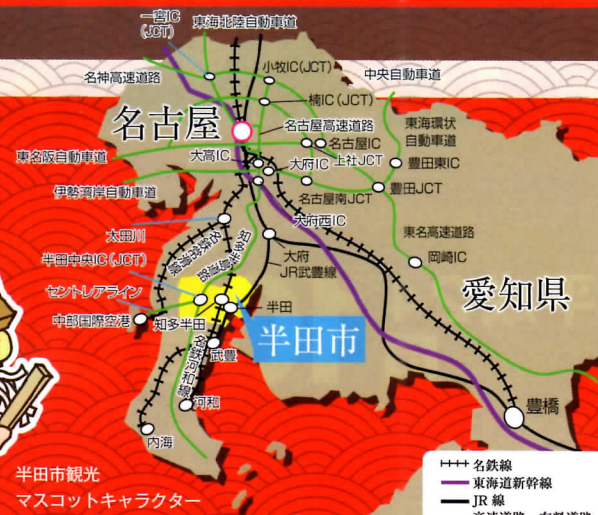 一宮IC
(JCT)
東海北陸自動車道
小牧IC(JCT)
中央自動車道
名神高速道路
楠IC(JCT)
名古屋
名古屋高速道路
東海環状
自動車道
名古屋IC
上社JCT
大高IC
東名阪自動車道
大府IC
豊田東IC
伊勢湾岸自動車道
豊田JCT
名古屋南JCT
大府西IC
太田川
知多半島道路
名鉄常滑線
東名高速道路
半田中央IC(JCT)
大府
JR武豊線
岡崎IC
セントレアライン
愛知県
半田
中部国際空港
知多半田
半田市
武豊
名鉄河和線
河和
豊橋
内海
半田市観光
マスコットキャラクター
名鉄線
東海道新幹線
JR線
高速道路・有料道路